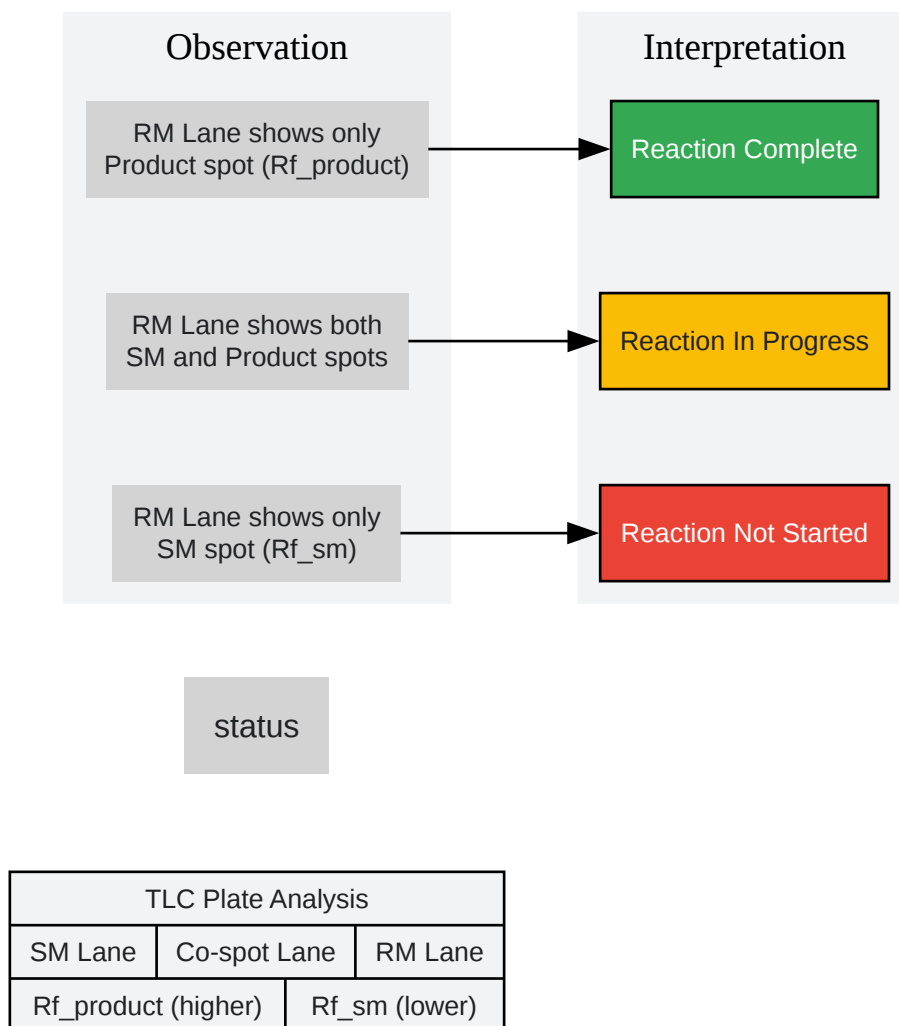 Observation
Interpretation
RM Lane shows only
Product spot (Rf_product)
Reaction Complete
RM Lane shows both
SM and Product spots
Reaction In Progress
RM Lane shows only
SM spot (Rf_sm)
Reaction Not Started
status
TLC Plate Analysis
SM Lane
Co-spot Lane
RM Lane
Rf_product (higher)
Rf_sm (lower)